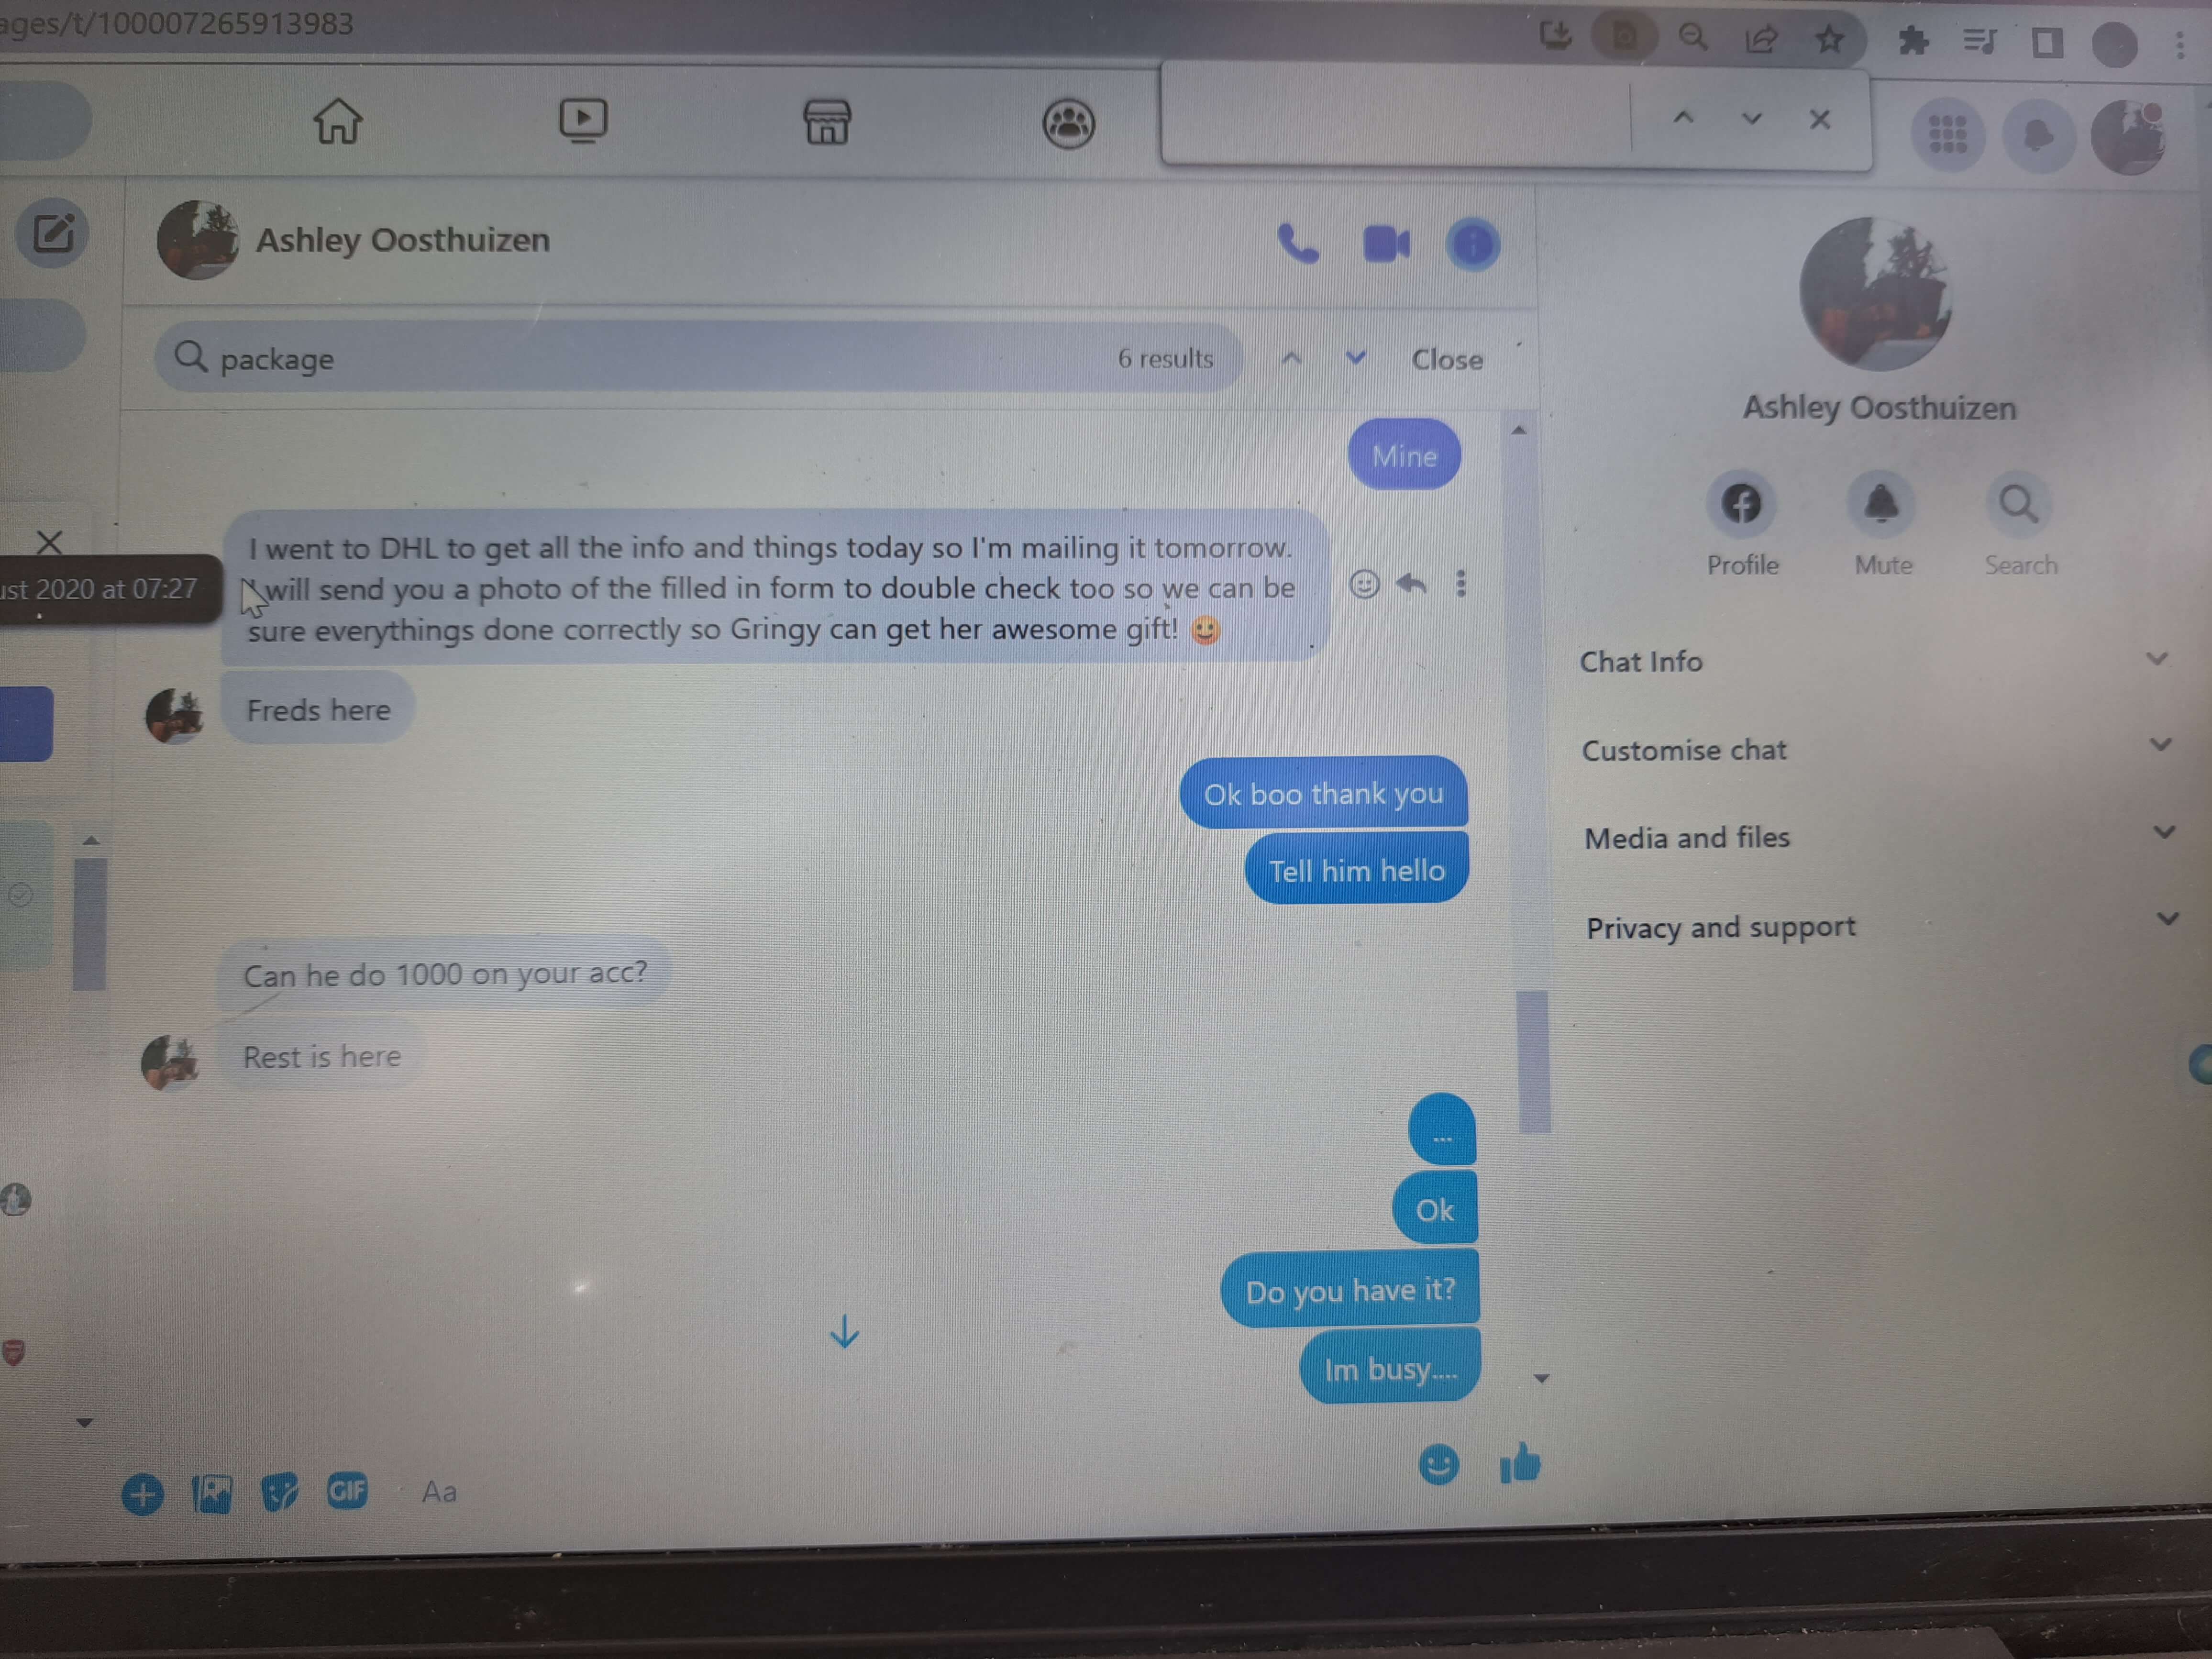 ages/t/100007265913983
Ashley Oosthuizen
package
6 results
Close
Mine
I went to DHL to get all the info and things today so I'm mailing it tomorrow.
will send you a photo of the filled in form to double check too so we can be
sure everythings done correctly so Gringy can get her awesome gift! 😀
ust 2020 at 07:27
Freds here
Ok boo thank you
Tell him hello
Can he do 1000 on your acc?
Rest is here
...
Ok
Do you have it?
Im busy....
GIF
Aa
Ashley Oosthuizen
Profile
Mute
Search
Chat Info
Customise chat
Media and files
Privacy and support